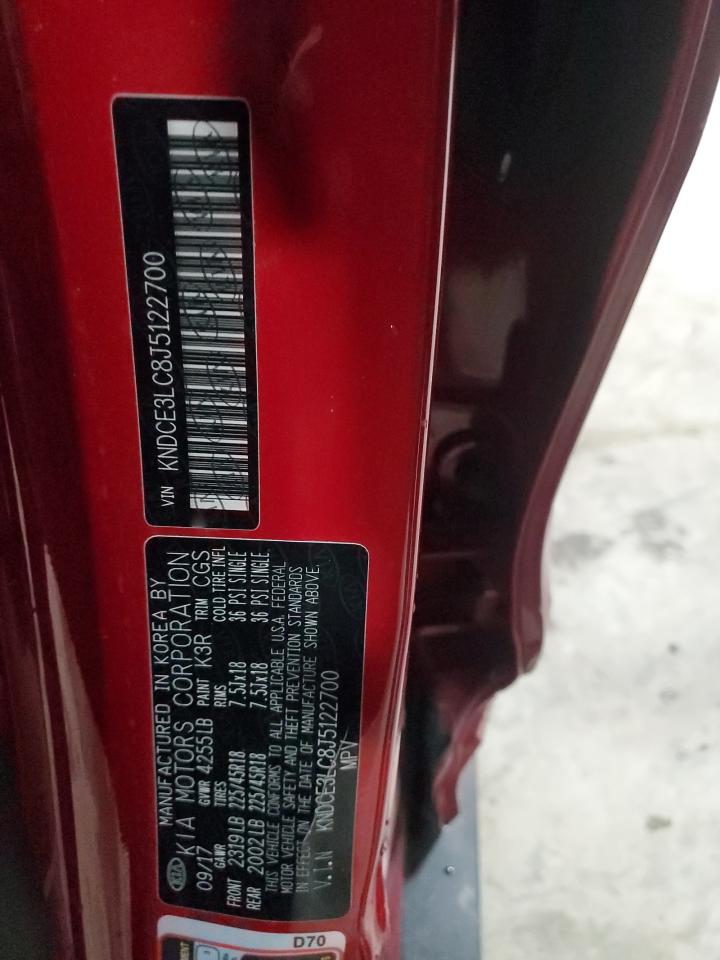 VIN KNDCE3LC8J5122700
MANUFACTURED IN KOREA BY
KIA KIA MOTORS CORPORATION
09/17 GVWR 4255LB PAINT K3R TRIM CGS
GAWR TIRES RIMS COLD TIRE INFL
FRONT 2319LB 225/45R18 7.5Jx18 36 PSI SINGLE.
REAR 2002LB 225/45R18 7.5Jx18 36 PSI SINGLE.
THIS VEHICLE CONFORMS TO ALL APPLICABLE U.S.A. FEDERAL
MOTOR VEHICLE SAFETY AND THEFT PREVENTION STANDARDS
IN EFFECT ON THE DATE OF MANUFACTURE SHOWN ABOVE.
V.I.N KNDCE3LC8J5122700
MPV
D70